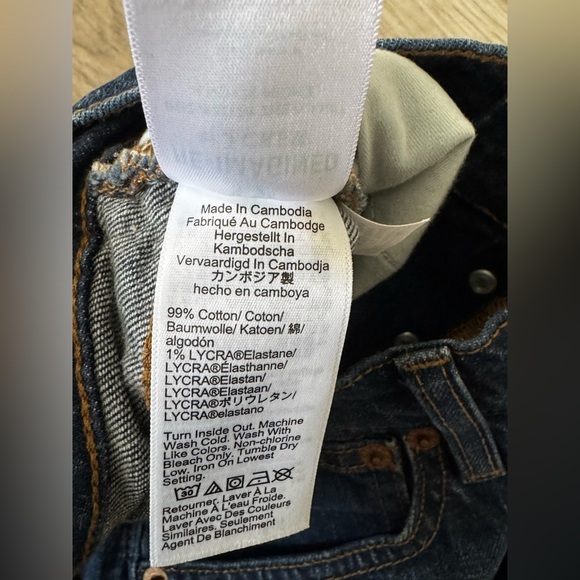 Made In Cambodia
Fabriqué Au Cambodge
Hergestellt In
Kambodscha
Vervaardigd In Cambodja
カンボジア製
hecho en camboya
99% Cotton/ Coton/
Baumwolle/ Katoen/ 綿/
algodón
1% LYCRA®Elastane/
LYCRA®Élasthanne/
LYCRA®Elastan/
LYCRA®Elastaan/
LYCRA®ポリウレタン/
LYCRA®elastano
Turn Inside Out. Machine
Wash Cold. Wash With
Like Colors. Non-chlorine
Bleach Only. Tumble Dry
Low. Iron On Lowest
Setting.
30
Retourner. Laver À La
Machine À L'eau Froide.
Laver Avec Des Couleurs
Similaires, Seulement
Agent De Blanchiment